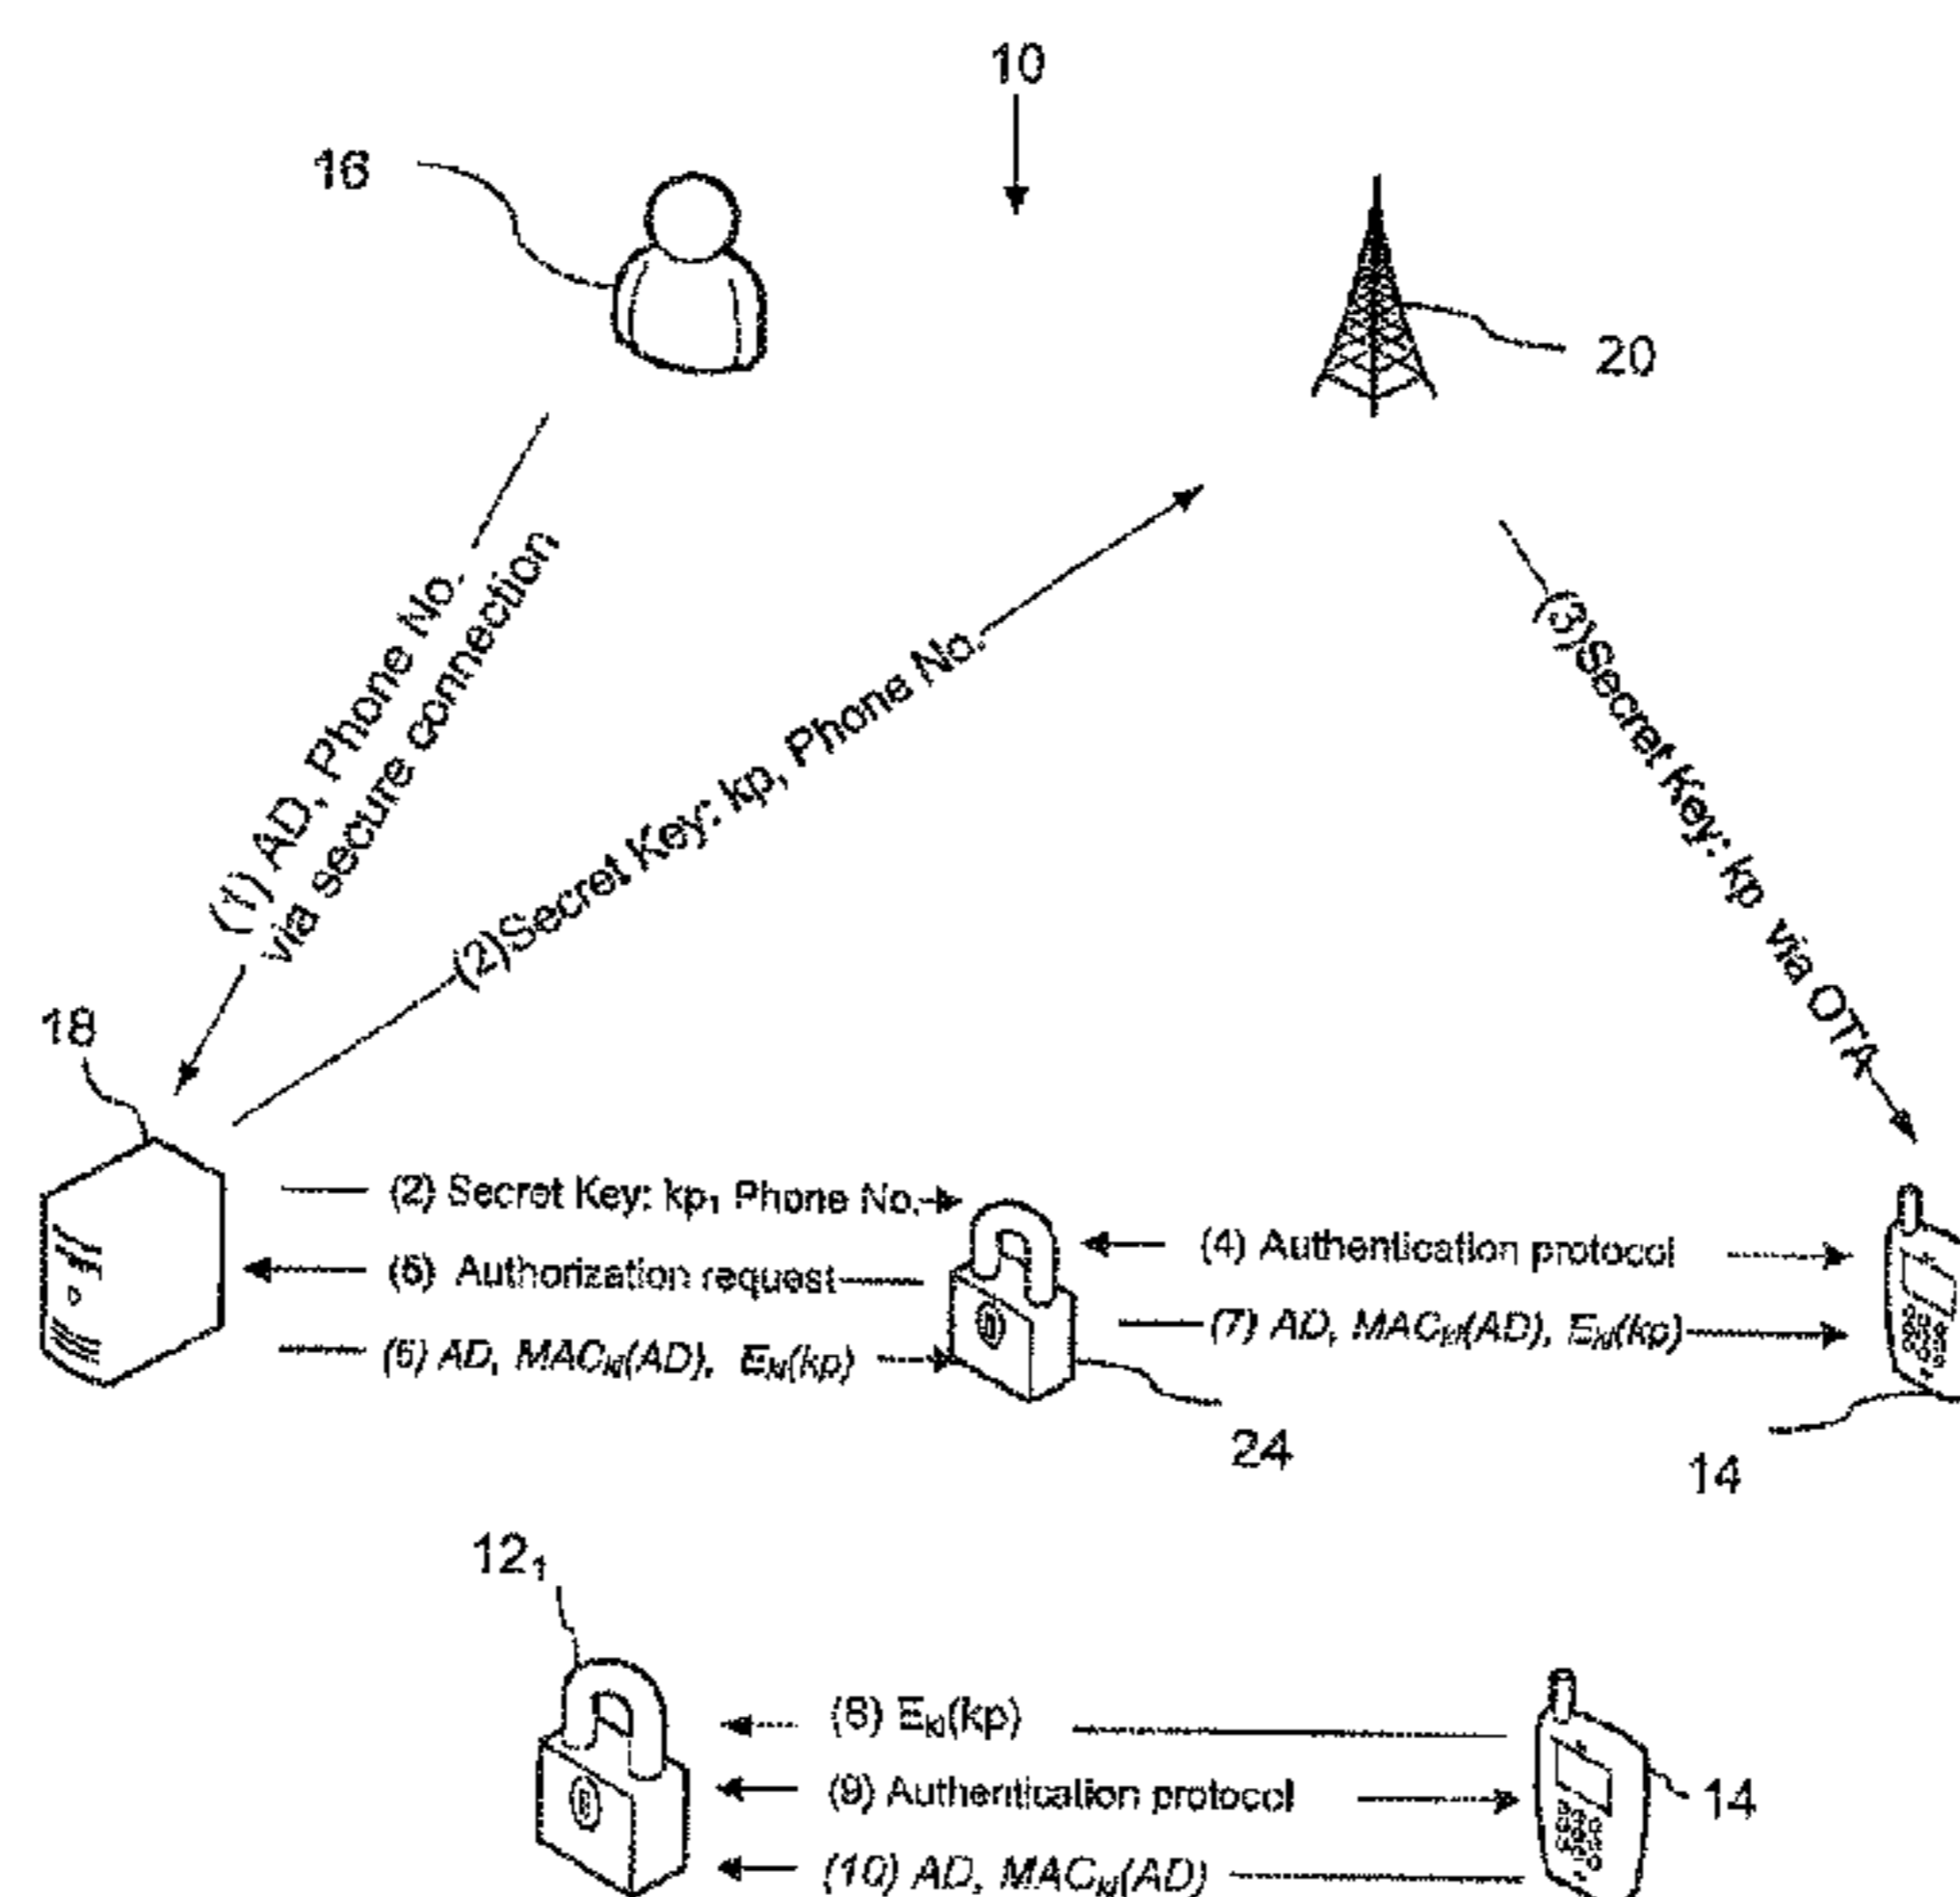 10
16
20
(1) AD, Phone No.
via secure connection
(2)Secret Key: kp, Phone No.
(3)Secret Key: kp via OTA
18
(2) Secret Key: kp, Phone No.
(4) Authentication protocol
(5) Authorization request
(7) AD, MACkl(AD), Ekl(kp)
(6) AD, MACkl(AD), Ekl(kp)
24
14
12₁
(8) Ekl(kp)
(9) Authentication protocol
14
(10) AD, MACkl(AD)